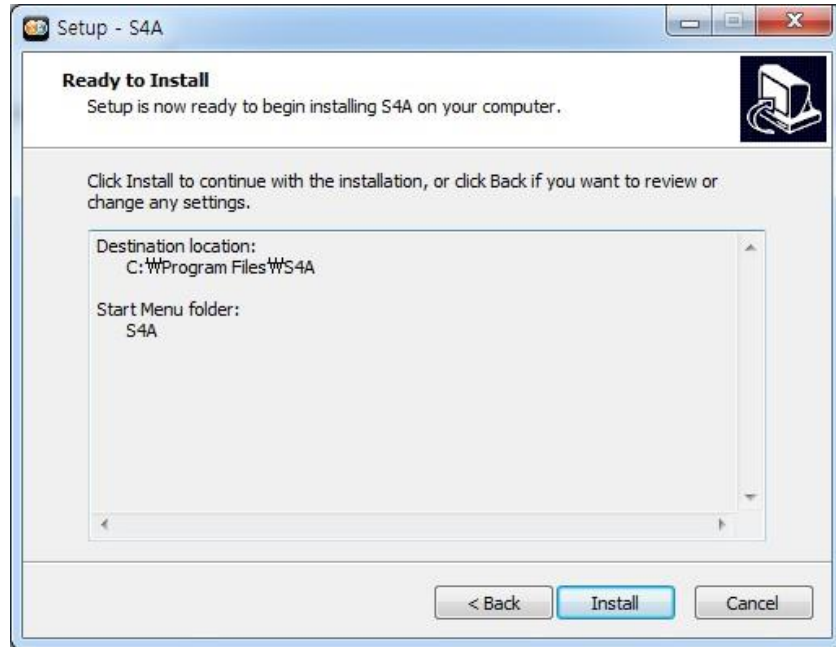 Setup - S4A
Ready to Install
Setup is now ready to begin installing S4A on your computer.
Click Install to continue with the installation, or click Back if you want to review or
change any settings.
Destination location:
C:₩Program Files₩S4A
Start Menu folder:
S4A
< Back
Install
Cancel